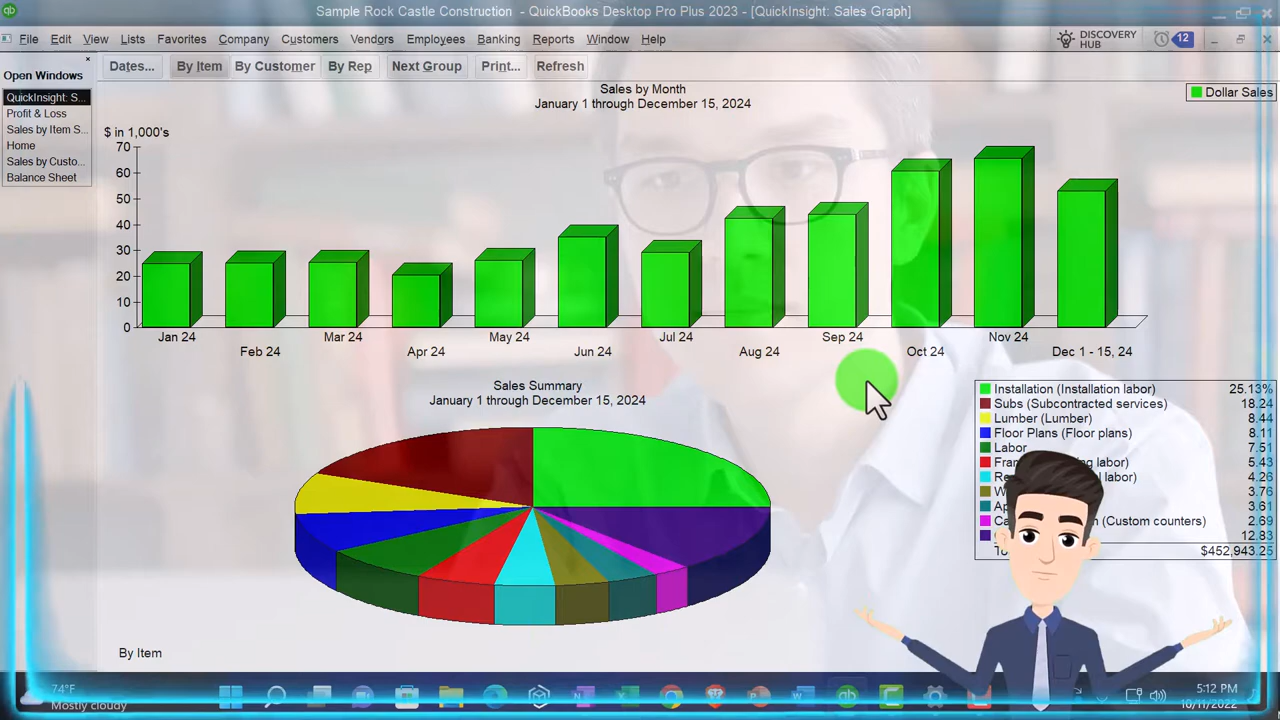 Sample Rock Castle Construction - QuickBooks Desktop Pro Plus 2023 - [QuickInsight: Sales Graph]
File Edit View Lists Favorites Company Customers Vendors Employees Banking Reports Window Help
DISCOVERY HUB 12
Open Windows
Dates... By Item By Customer By Rep Next Group Print... Refresh
QuickInsight: S...
Profit & Loss
Sales by Item S...
Home
Sales by Custo...
Balance Sheet
Sales by Month
January 1 through December 15, 2024
Dollar Sales
$ in 1,000's
70
60
50
40
30
20
10
0
Jan 24 Feb 24 Mar 24 Apr 24 May 24 Jun 24 Jul 24 Aug 24 Sep 24 Oct 24 Nov 24 Dec 1 - 15, 24
Sales Summary
January 1 through December 15, 2024
Installation (Installation labor) 25.13%
Subs (Subcontracted services) 18.24
Lumber (Lumber) 8.44
Floor Plans (Floor plans) 8.11
Labor 7.51
labor) 5.43
labor) 4.26
3.76
3.61
(Custom counters) 2.69
12.83
$452,943.25
By Item
74°F
Mostly cloudy
5:12 PM
10/11/2022